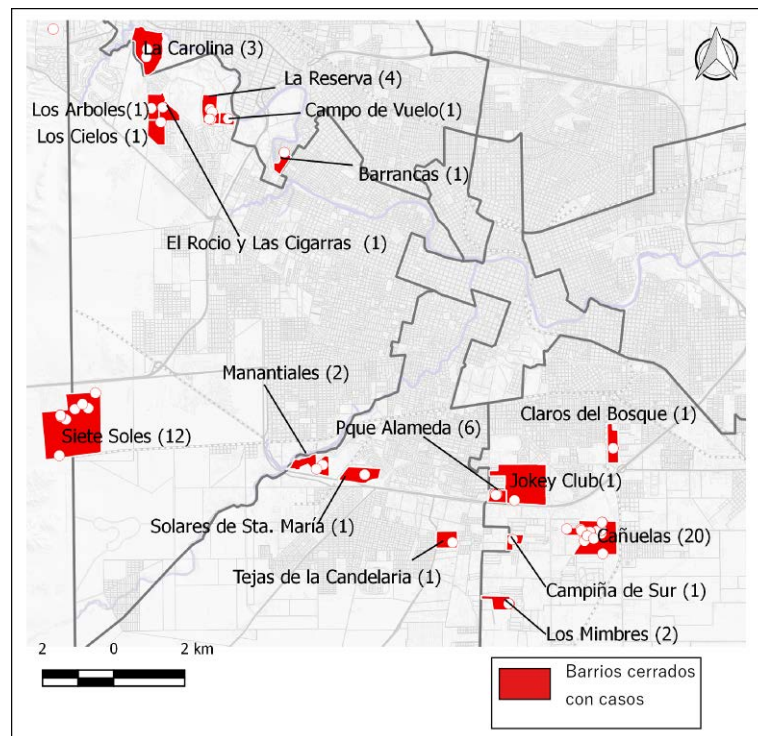 La Carolina (3)
La Reserva (4)
Los Arboles(1)
Campo de Vuelo(1)
Los Cielos (1)
Barrancas (1)
El Rocio y Las Cigarras (1)
Manantiales (2)
Claros del Bosque (1)
Pque Alameda (6)
Siete Soles (12)
Jokey Club(1)
Solares de Sta. María (1)
Cañuelas (20)
Tejas de la Candelaria (1)
Campiña de Sur (1)
Los Mimbres (2)
2 0 2 km
Barrios cerrados
con casos